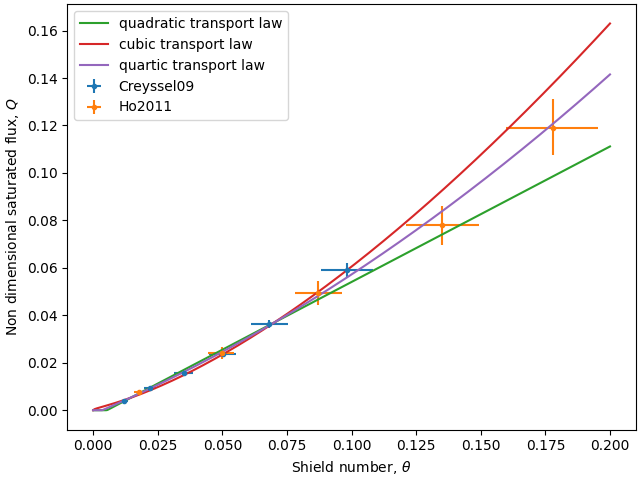 quadratic transport law
cubic transport law
quartic transport law
Creyssel09
Ho2011
Non dimensional saturated flux, Q
0.16
0.14
0.12
0.10
0.08
0.06
0.04
0.02
0.00
0.000 0.025 0.050 0.075 0.100 0.125 0.150 0.175 0.200
Shield number, θ